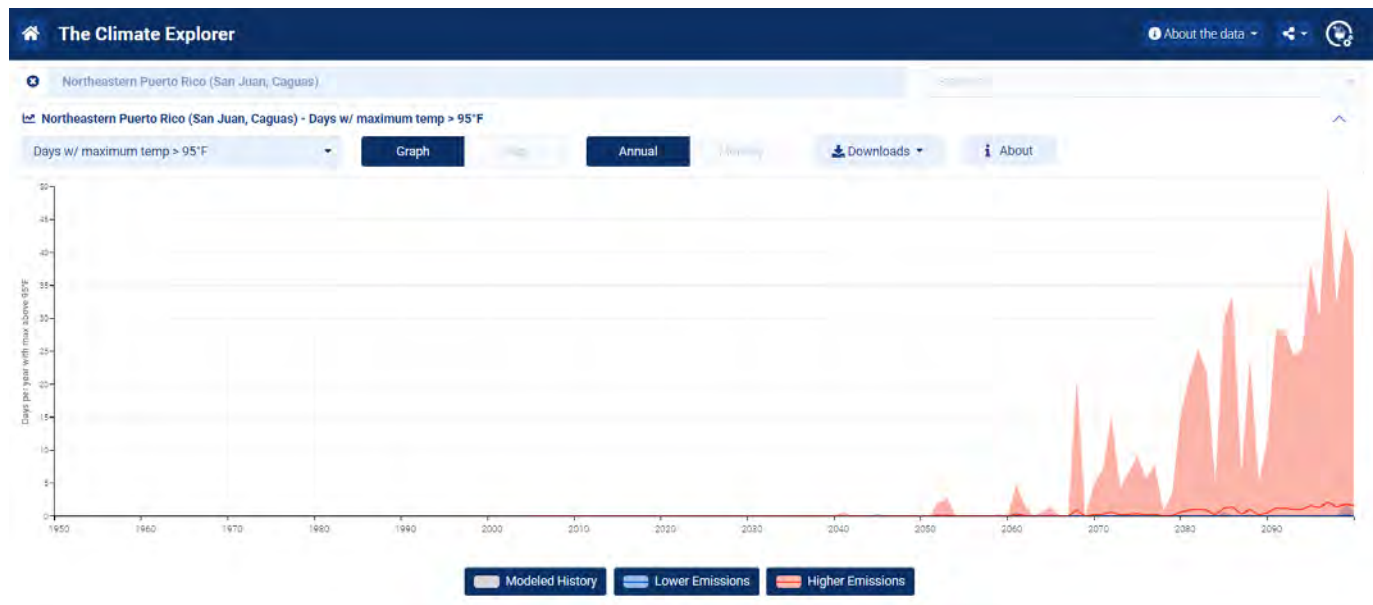 The Climate Explorer
About the data
Northeastern Puerto Rico (San Juan, Caguas)
Northeastern Puerto Rico (San Juan, Caguas) - Days w/ maximum temp > 95°F
Days w/ maximum temp > 95°F
Graph
Annual
Downloads
About
Days per year with max above 95°F
50
45
40
35
30
25
20
15
10
5
0
1950 1960 1970 1980 1990 2000 2010 2020 2030 2040 2050 2060 2070 2080 2090
Modeled History
Lower Emissions
Higher Emissions